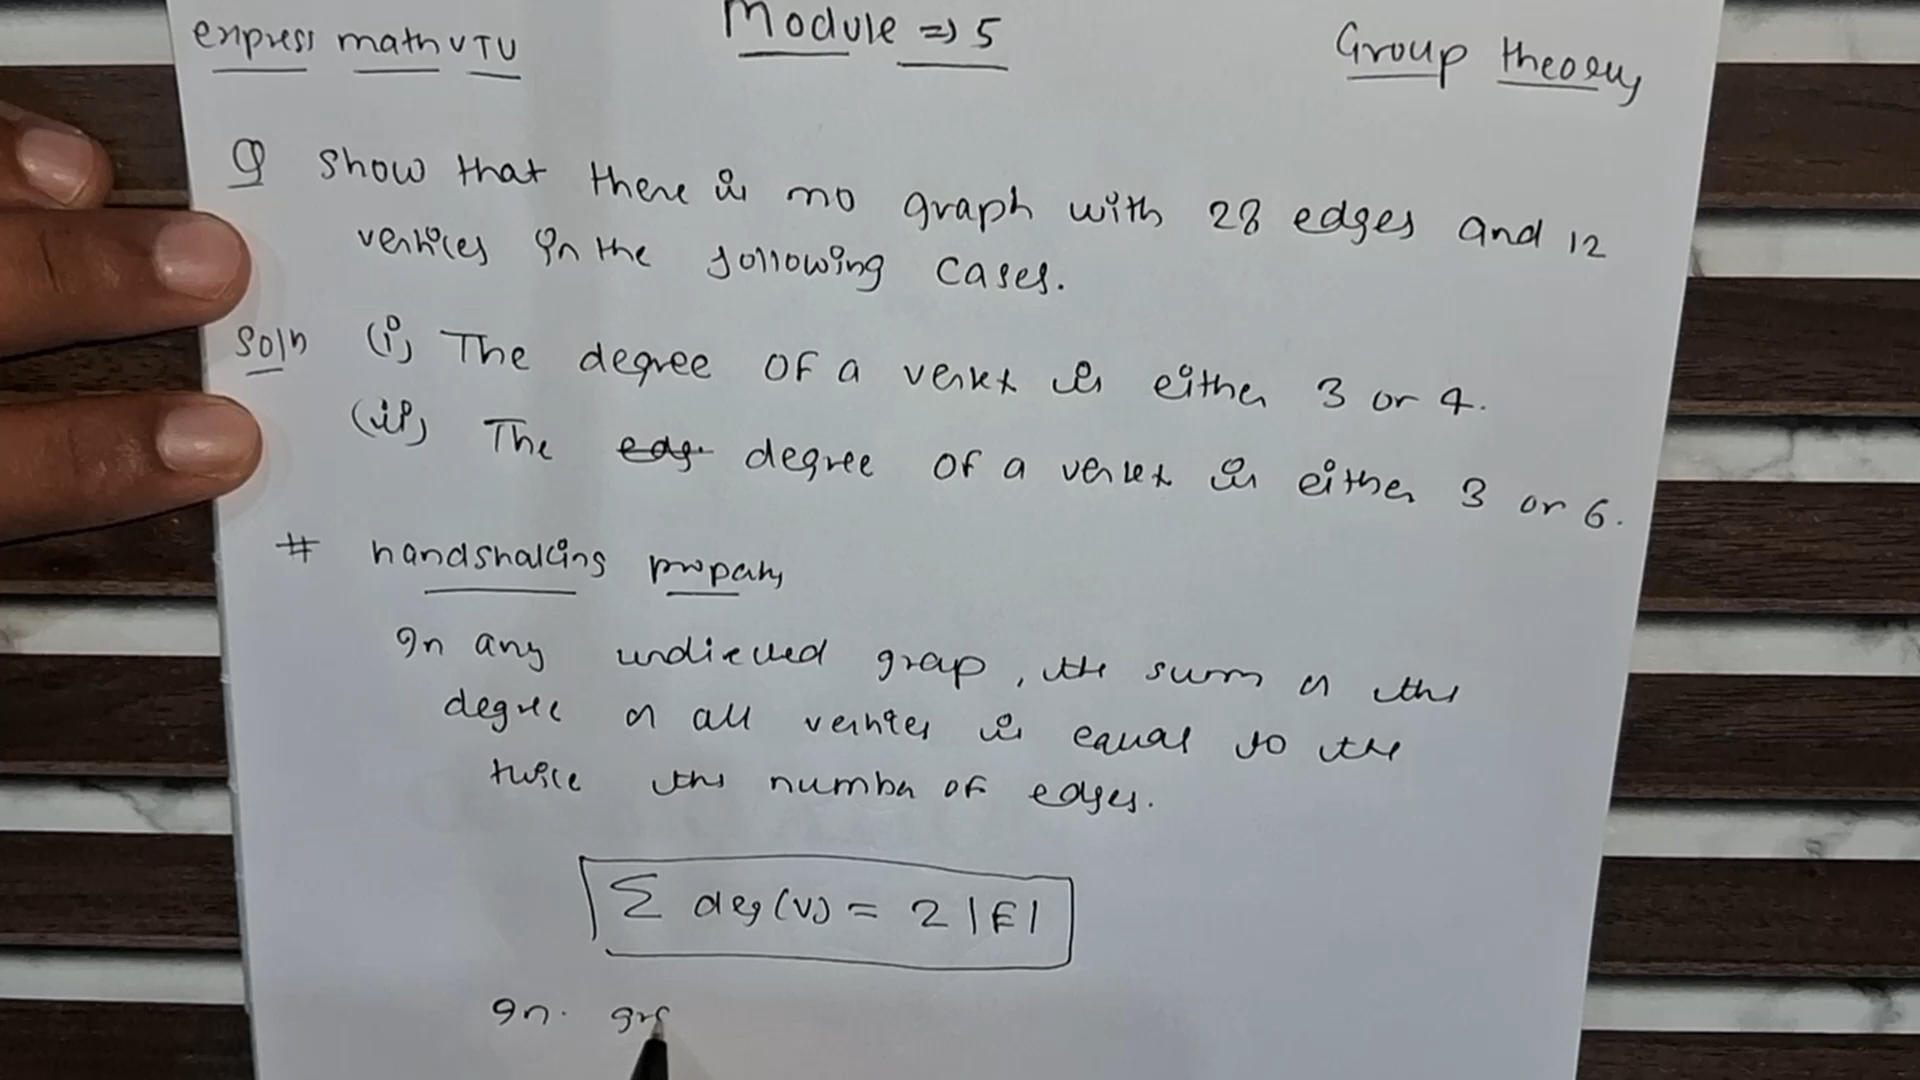 express math VTU
Module => 5
Group theory
Q show that there is no graph with 28 edges and 12
vertices in the following cases.
Soln (i) The degree of a vertex is either 3 or 4.
(ii) The edg degree of a vertex is either 3 or 6.
# handshaking property
In any undirected grap, the sum of the
degree of all vertices is equal to the
twice the number of edges.
Σ deg(V) = 2|E|
In. gra